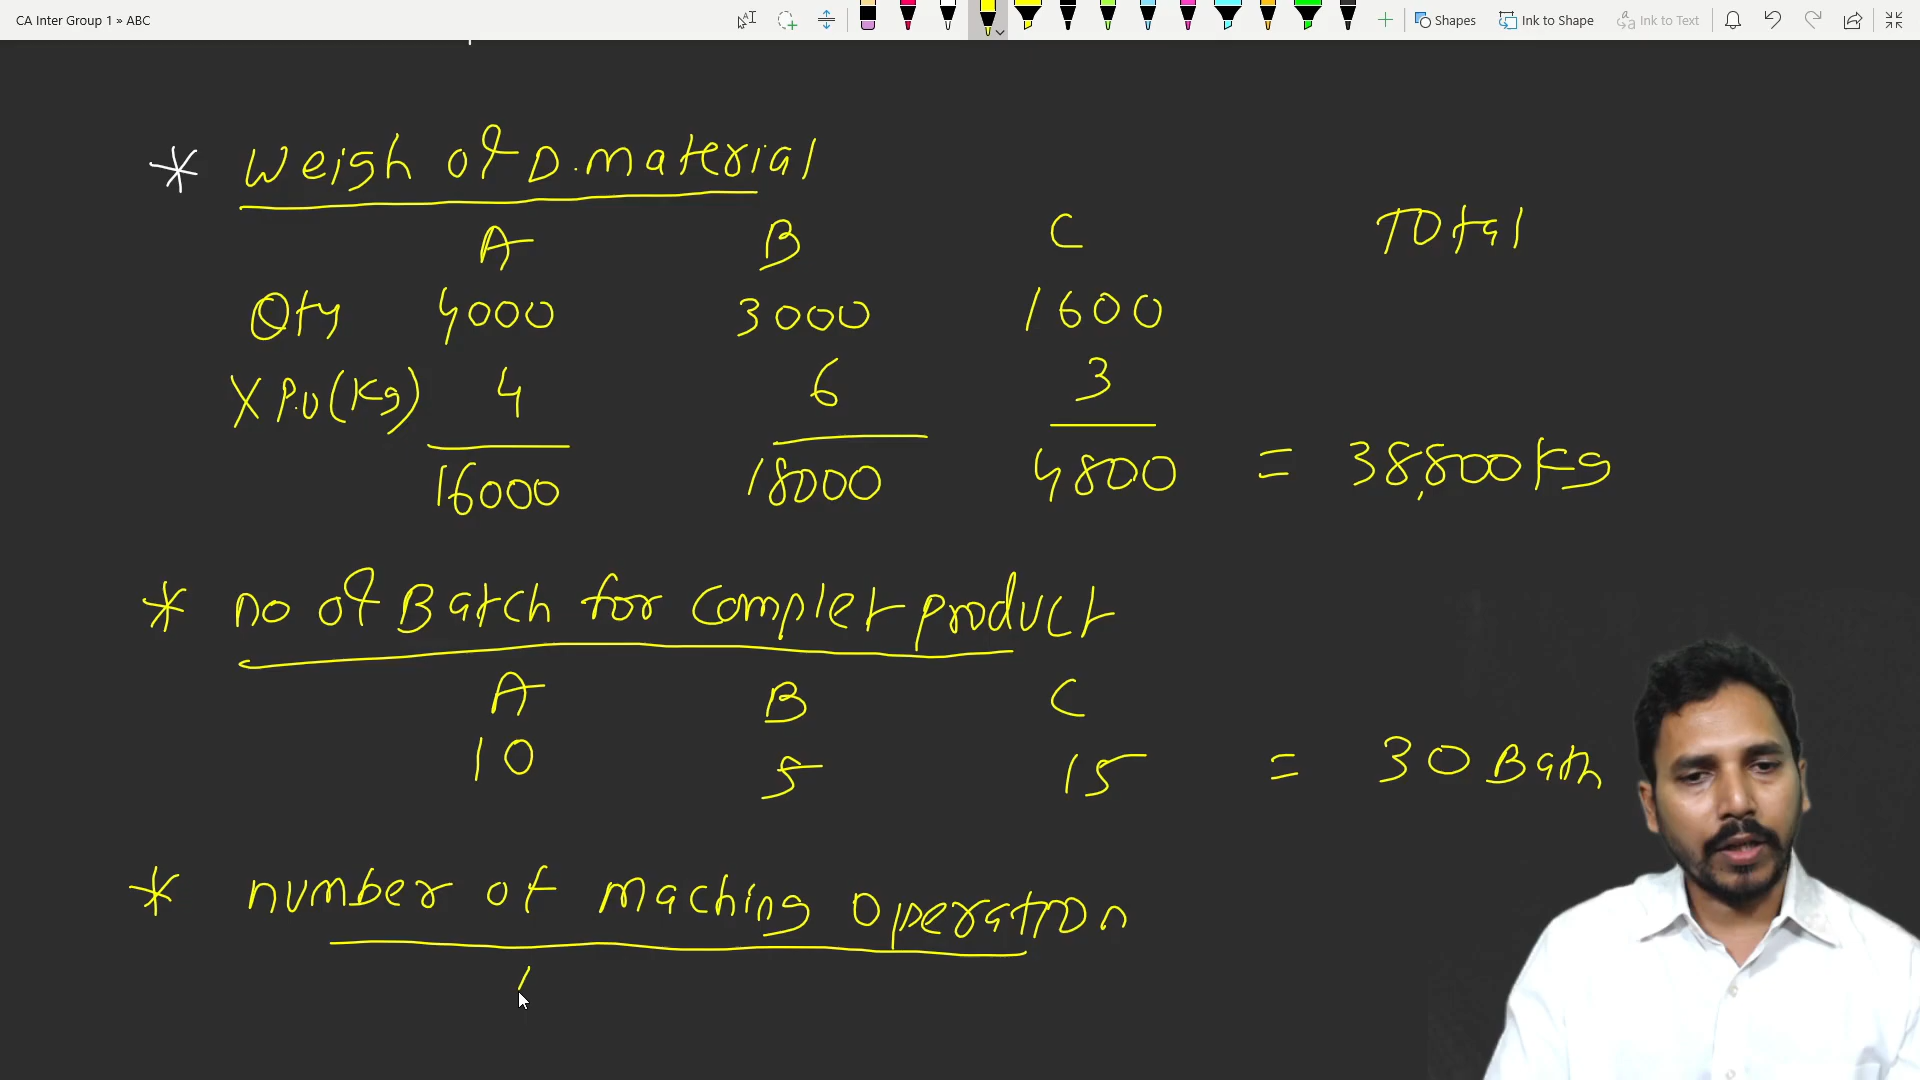 CA Inter Group 1 » ABC
Shapes Ink to Shape Ink to Text
* Weigh of D.material
A B C Total
Qty 4000 3000 1600
X P.U(Kg) 4 6 3
16000 18000 4800 = 38,800 Kg
* no of Batch for complet product
A B C
10 5 15 = 30 Bath
* number of maching operation